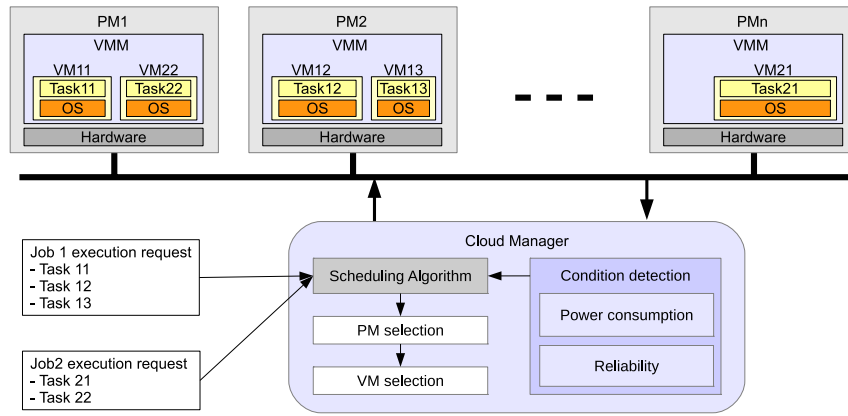 PM1
VMM
VM11
VM22
Task11
Task22
OS
OS
Hardware
PM2
VMM
VM12
VM13
Task12
Task13
OS
OS
Hardware
PMn
VMM
VM21
Task21
OS
Hardware
Cloud Manager
Job 1 execution request
- Task 11
- Task 12
- Task 13
Job2 execution request
- Task 21
- Task 22
Scheduling Algorithm
PM selection
VM selection
Condition detection
Power consumption
Reliability